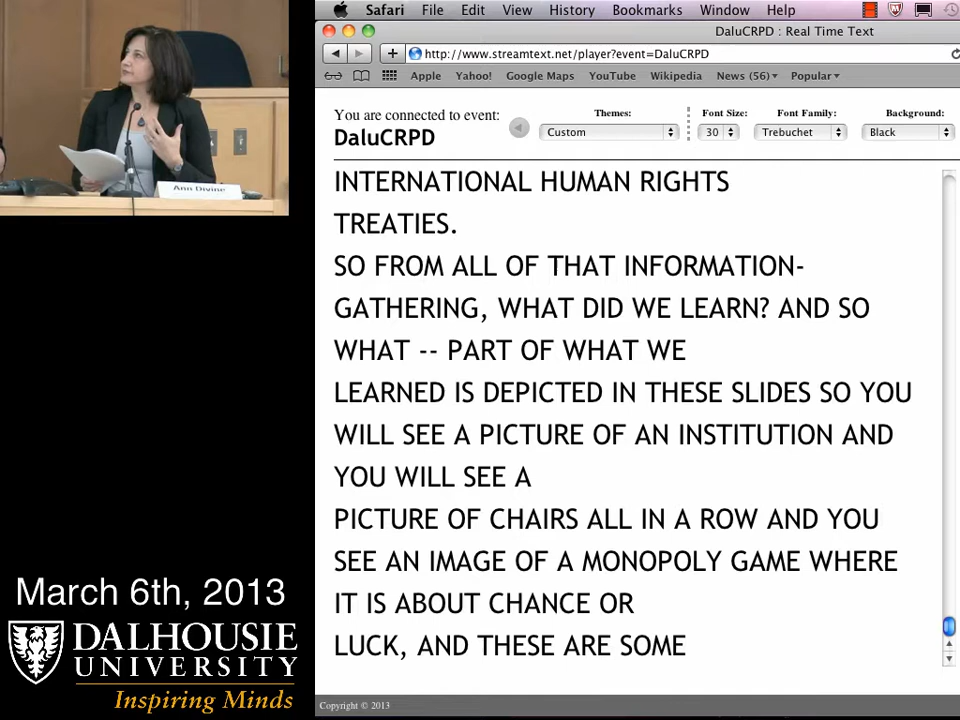 Safari File Edit View History Bookmarks Window Help
DaluCRPD : Real Time Text
http://www.streamtext.net/player?event=DaluCRPD
Apple Yahoo! Google Maps YouTube Wikipedia News (56) Popular
You are connected to event:
DaluCRPD
Themes: Font Size: Font Family: Background:
Custom 30 Trebuchet Black
INTERNATIONAL HUMAN RIGHTS
TREATIES.
SO FROM ALL OF THAT INFORMATION-
GATHERING, WHAT DID WE LEARN? AND SO
WHAT -- PART OF WHAT WE
LEARNED IS DEPICTED IN THESE SLIDES SO YOU
WILL SEE A PICTURE OF AN INSTITUTION AND
YOU WILL SEE A
PICTURE OF CHAIRS ALL IN A ROW AND YOU
SEE AN IMAGE OF A MONOPOLY GAME WHERE
IT IS ABOUT CHANCE OR
LUCK, AND THESE ARE SOME
Copyright © 2013
Ann Divine
March 6th, 2013
DALHOUSIE
UNIVERSITY
Inspiring Minds